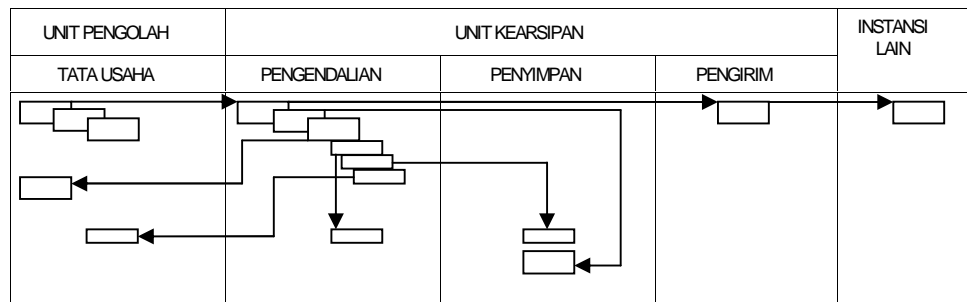 UNIT PENGOLAH
UNIT KEARSIPAN
INSTANSI
LAIN
TATA USAHA
PENGENDALIAN
PENYIMPAN
PENGIRIM